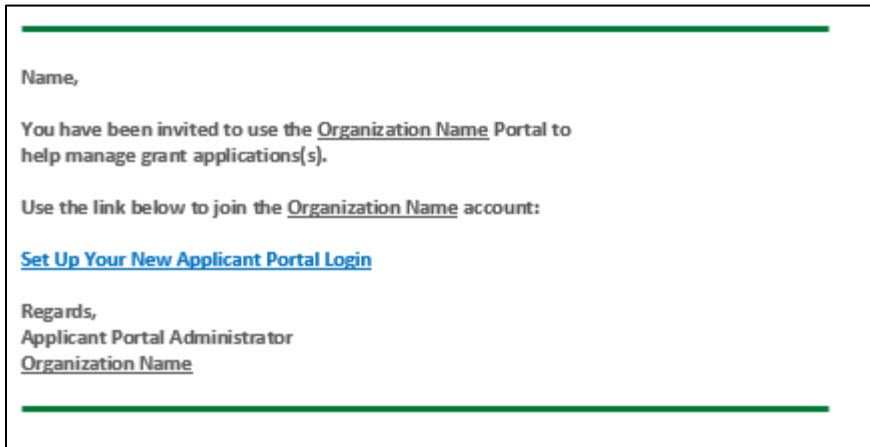 Name,
You have been invited to use the Organization Name Portal to
help manage grant applications(s).
Use the link below to join the Organization Name account:
Set Up Your New Applicant Portal Login
Regards,
Applicant Portal Administrator
Organization Name